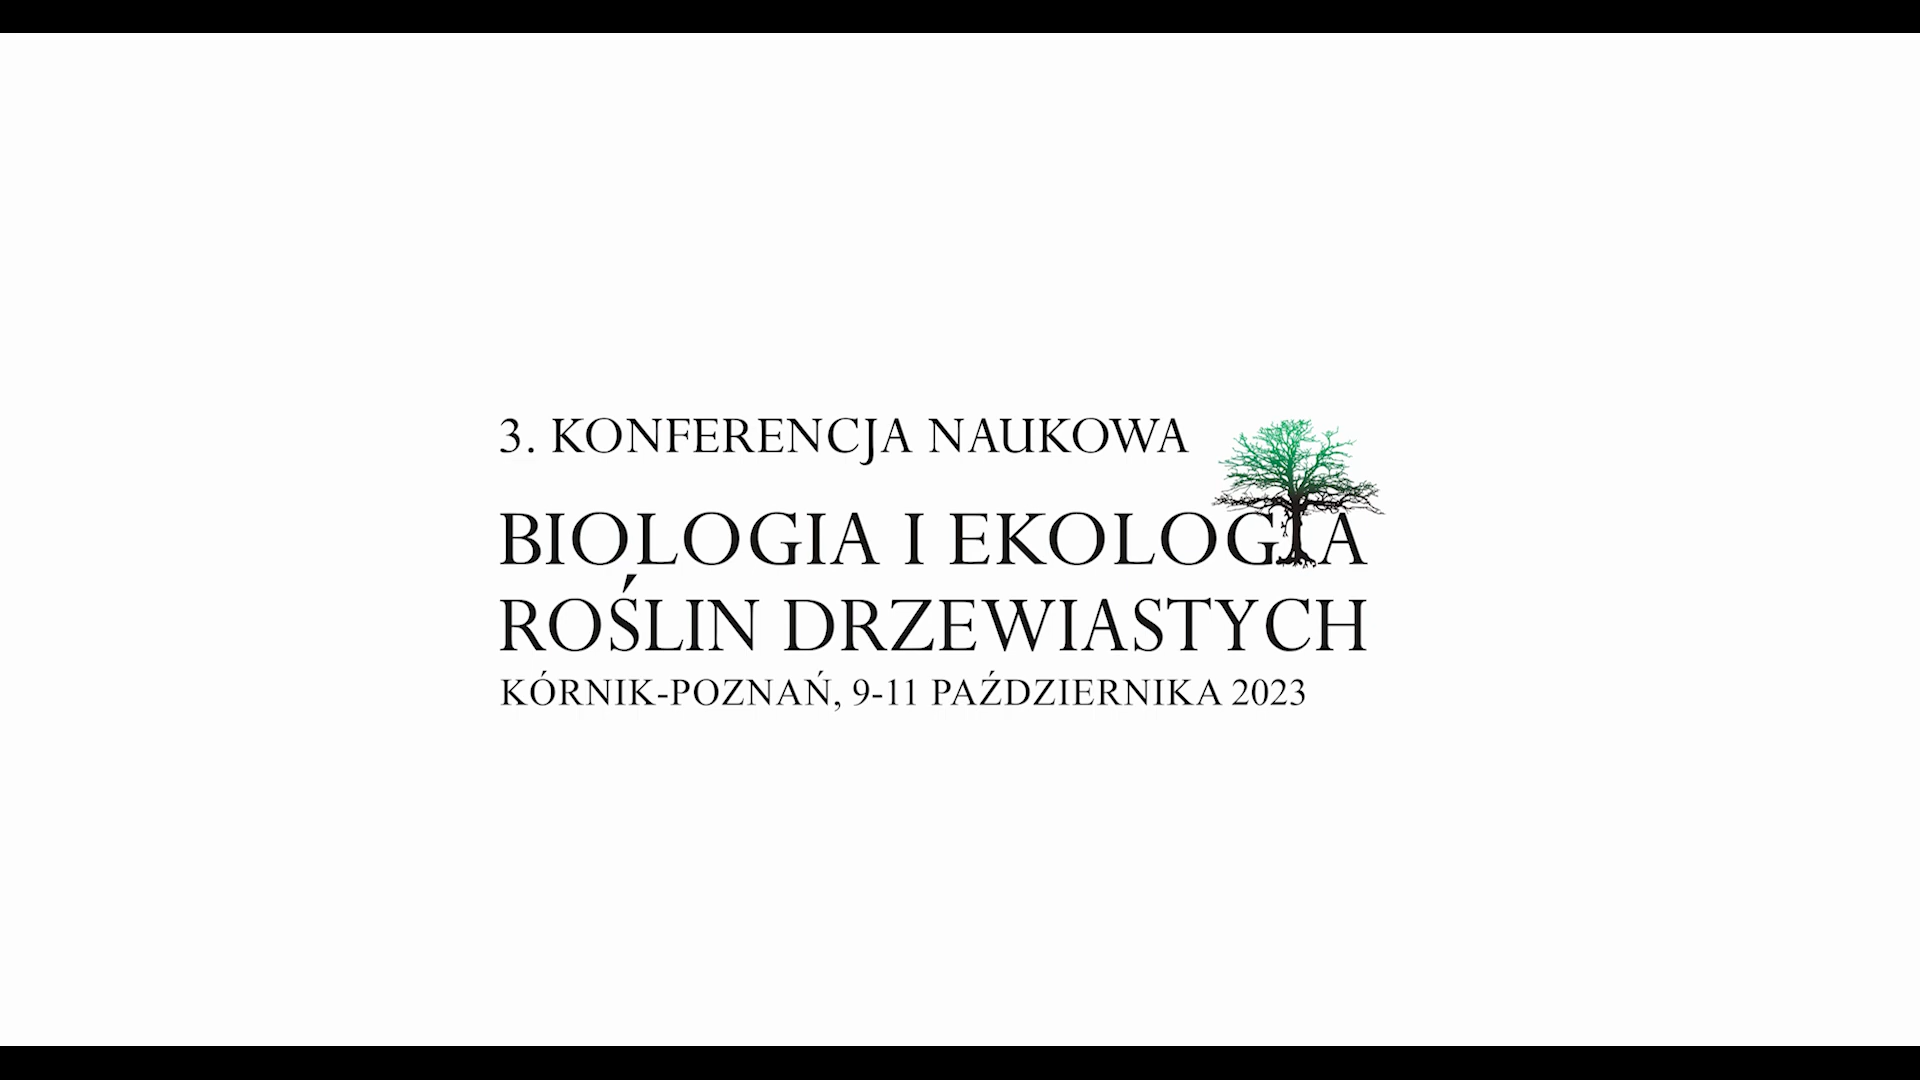 3. KONFERENCJA NAUKOWA
BIOLOGIA I EKOLOGIA
ROŚLIN DRZEWIASTYCH
KÓRNIK-POZNAŃ, 9-11 PAŹDZIERNIKA 2023